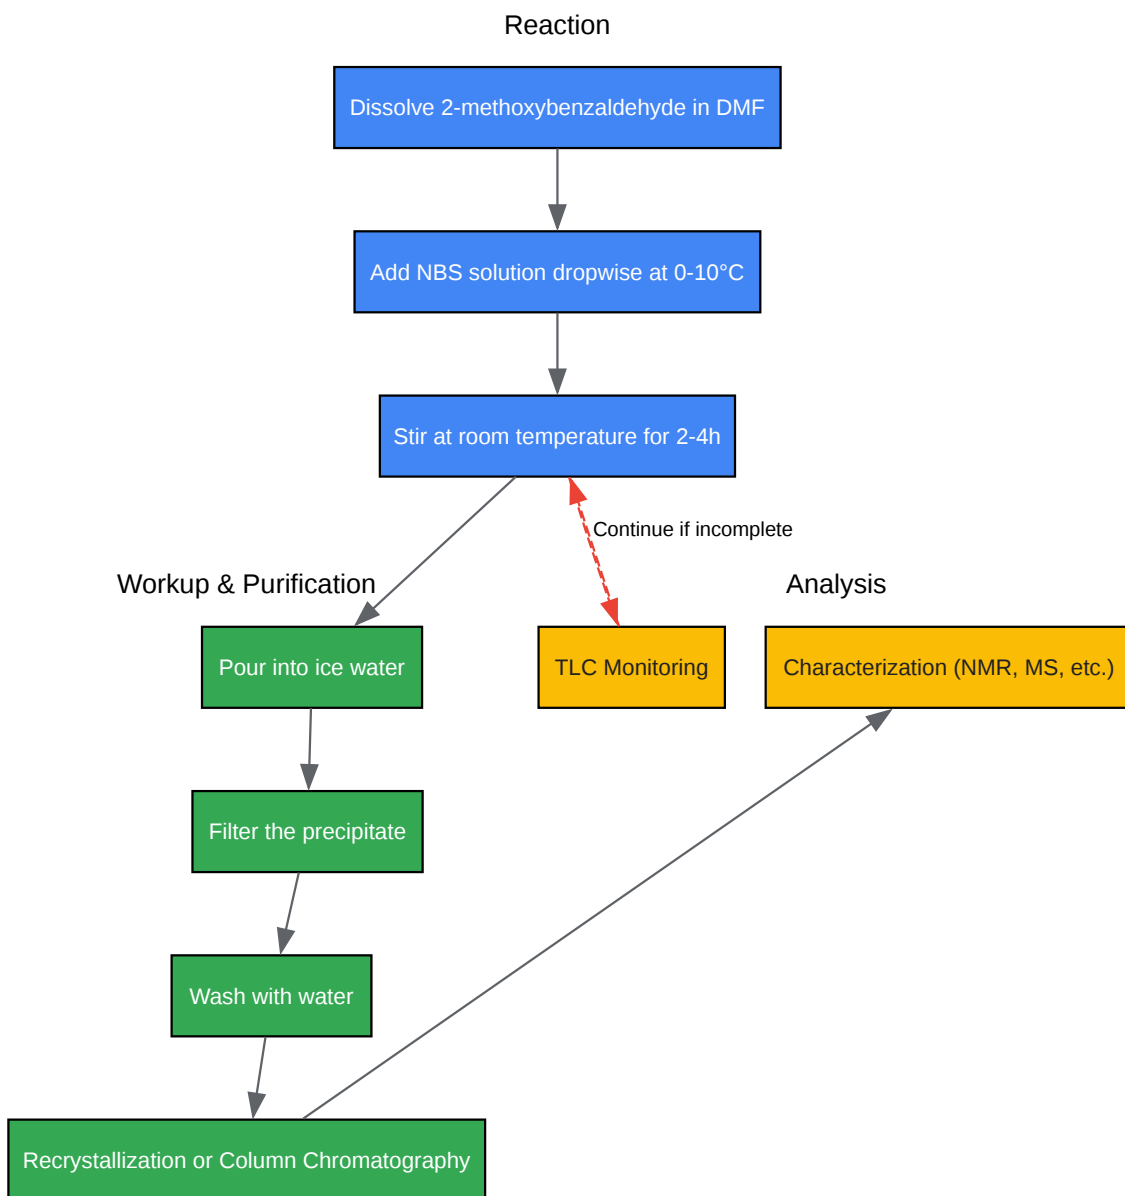 Reaction
Dissolve 2-methoxybenzaldehyde in DMF
Add NBS solution dropwise at 0-10°C
Stir at room temperature for 2-4h
Continue if incomplete
Workup & Purification
Analysis
Pour into ice water
TLC Monitoring
Characterization (NMR, MS, etc.)
Filter the precipitate
Wash with water
Recrystallization or Column Chromatography